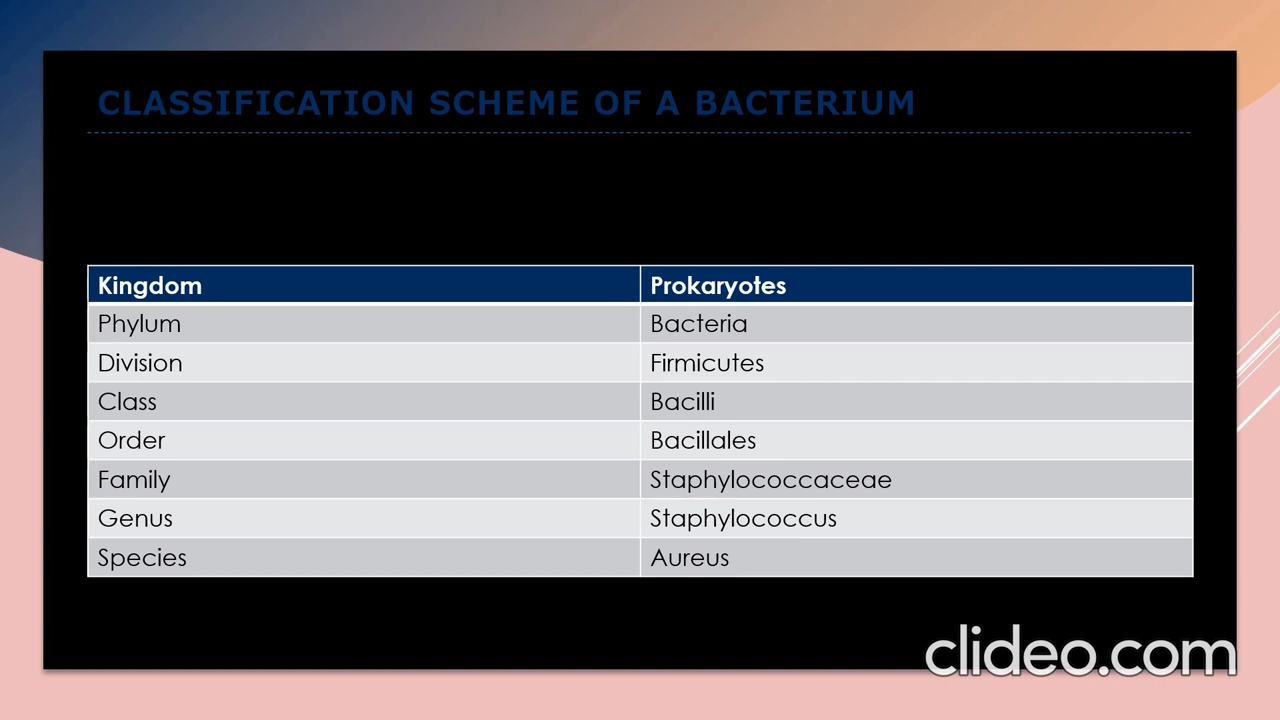 CLASSIFICATION SCHEME OF A BACTERIUM
Kingdom Prokaryotes
Phylum Bacteria
Division Firmicutes
Class Bacilli
Order Bacillales
Family Staphylococcaceae
Genus Staphylococcus
Species Aureus
clideo.com